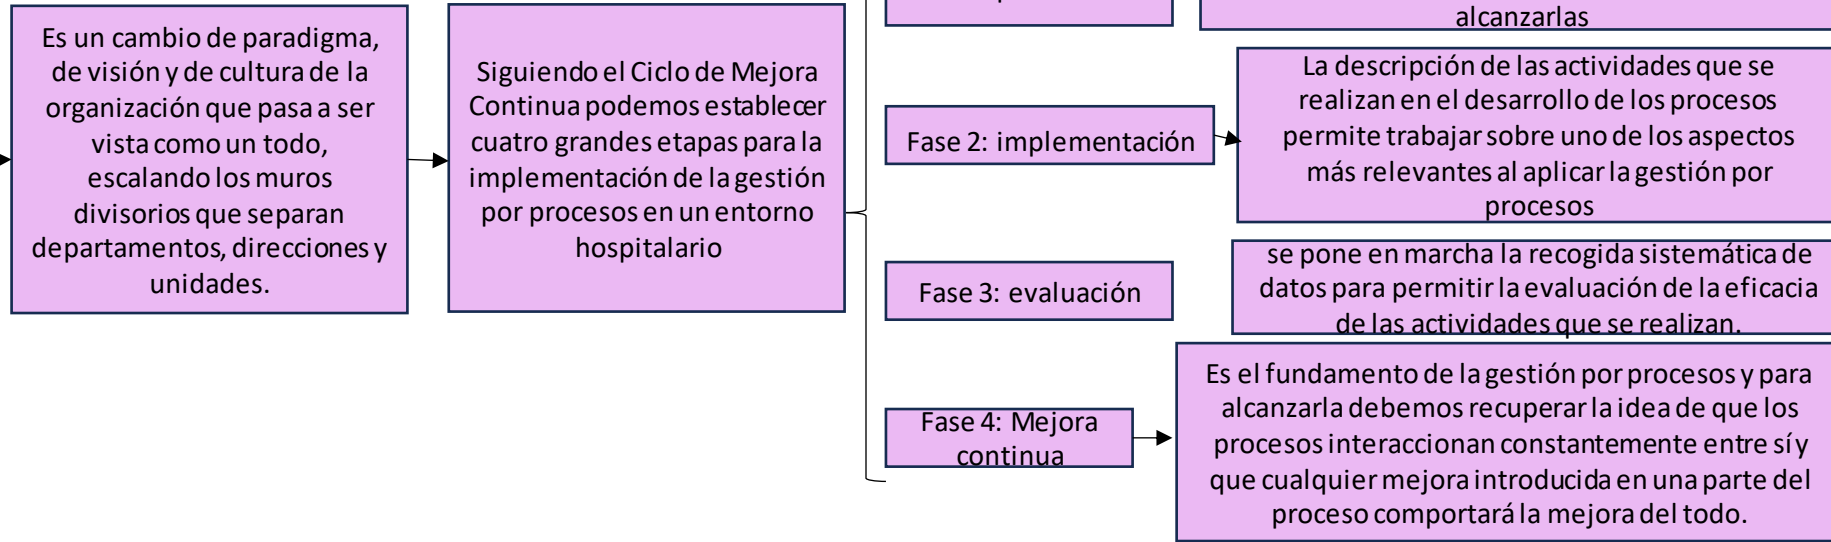 Es un cambio de paradigma,
de visión y de cultura de la
organización que pasa a ser
vista como un todo,
escalando los muros
divisorios que separan
departamentos, direcciones y
unidades.
Siguiendo el Ciclo de Mejora
Continua podemos establecer
cuatro grandes etapas para la
implementación de la gestión
por procesos en un entorno
hospitalario
alcanzarlas
Fase 2: implementación
La descripción de las actividades que se
realizan en el desarrollo de los procesos
permite trabajar sobre uno de los aspectos
más relevantes al aplicar la gestión por
procesos
Fase 3: evaluación
se pone en marcha la recogida sistemática de
datos para permitir la evaluación de la eficacia
de las actividades que se realizan.
Fase 4: Mejora
continua
Es el fundamento de la gestión por procesos y para
alcanzarla debemos recuperar la idea de que los
procesos interaccionan constantemente entre sí y
que cualquier mejora introducida en una parte del
proceso comportará la mejora del todo.